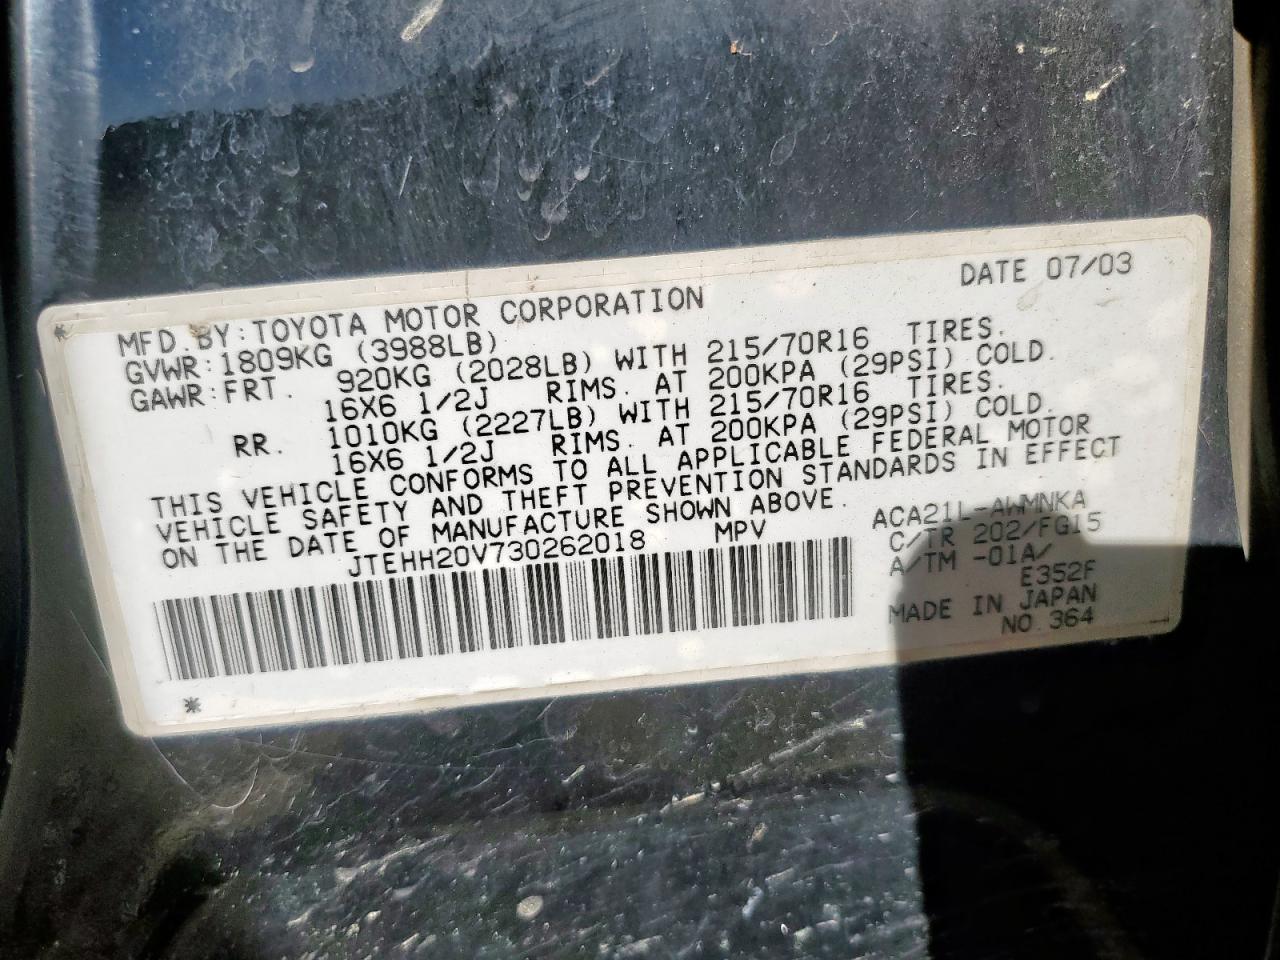 DATE 07/03
MFD. BY: TOYOTA MOTOR CORPORATION
GVWR: 1809KG (3988LB)
GAWR: FRT. 920KG (2028LB) WITH 215/70R16 TIRES.
16X6 1/2J RIMS. AT 200KPA (29PSI) COLD.
RR. 1010KG (2227LB) WITH 215/70R16 TIRES.
16X6 1/2J RIMS. AT 200KPA (29PSI) COLD.
THIS VEHICLE CONFORMS TO ALL APPLICABLE FEDERAL MOTOR
VEHICLE SAFETY AND THEFT PREVENTION STANDARDS IN EFFECT
ON THE DATE OF MANUFACTURE SHOWN ABOVE.
JTEHH20V730262018 MPV
ACA21L-AWMNKA
C/TR 202/FG15
A/TM -01A/
E352F
MADE IN JAPAN
NO. 364